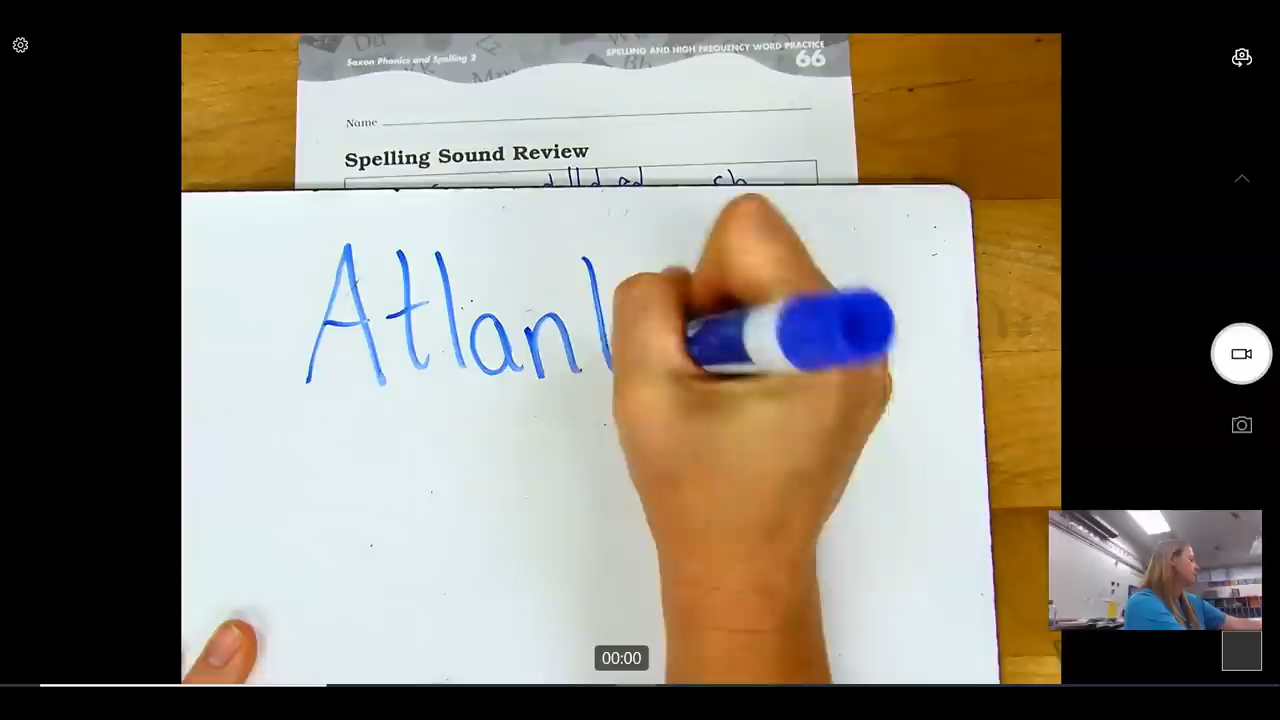 Saxon Phonics and Spelling 2
SPELLING AND HIGH FREQUENCY WORD PRACTICE
66
Name
Spelling Sound Review
Atlan
00:00